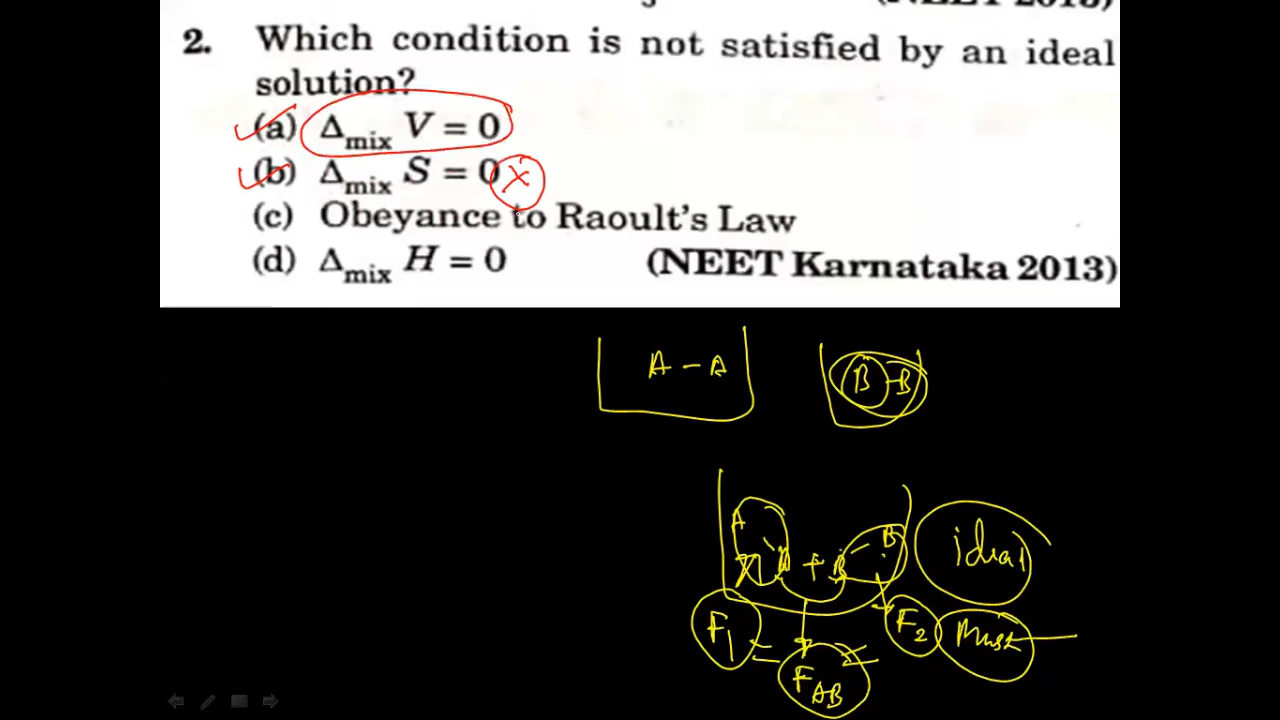 2. Which condition is not satisfied by an ideal
solution?
(a) Δmix V = 0
(b) Δmix S = 0 X
(c) Obeyance to Raoult's Law
(d) Δmix H = 0 (NEET Karnataka 2013)
A – A B – B
A B
A + B ideal
F1 = FAB = F2 Must